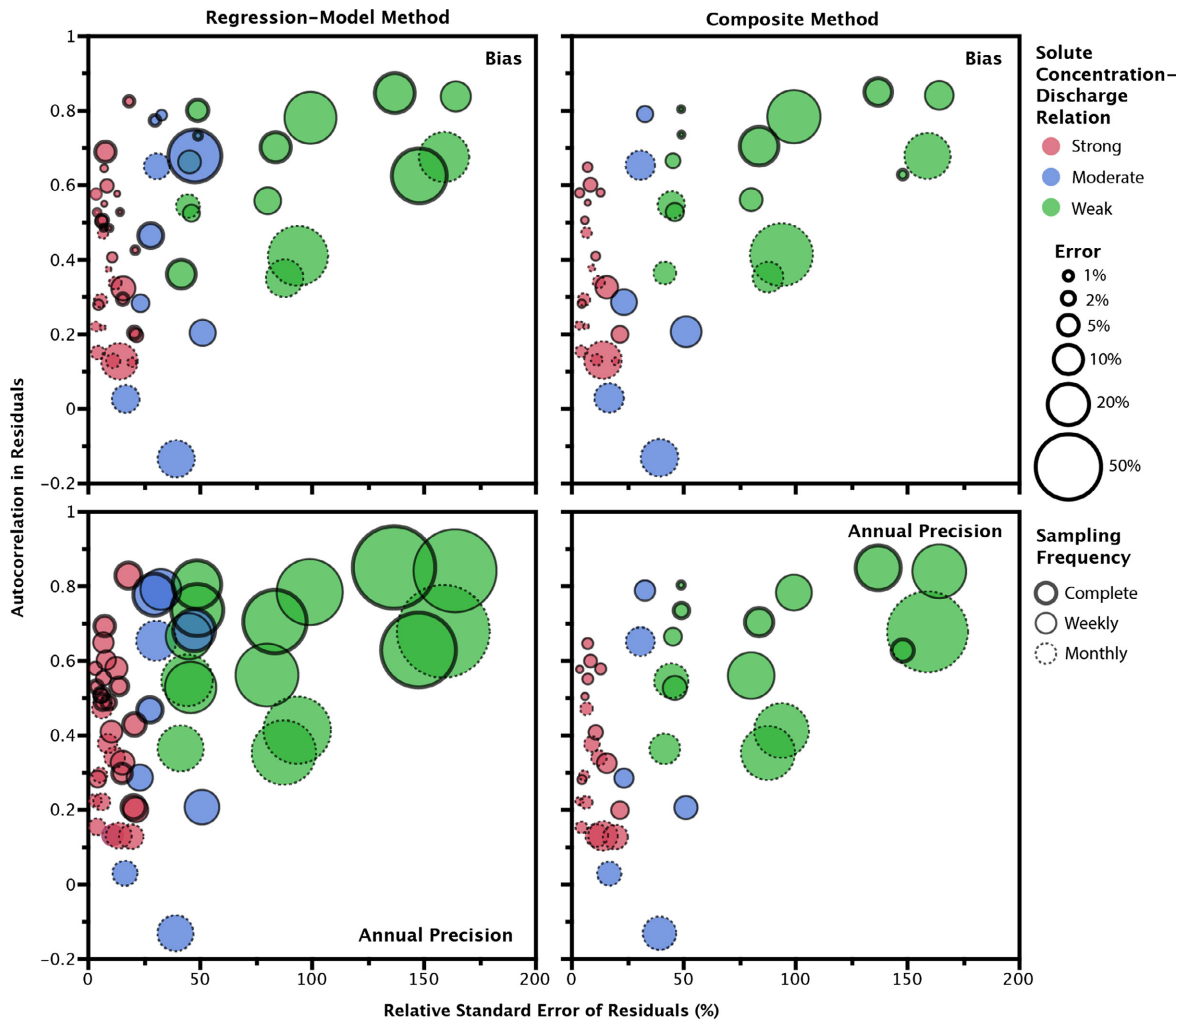 Regression–Model Method
Composite Method
1
0.8
0.6
0.4
0.2
0
−0.2
Bias
Bias
Solute
Concentration–
Discharge
Relation
Strong
Moderate
Weak
Error
1%
2%
5%
10%
20%
50%
1
0.8
0.6
0.4
0.2
0
−0.2
Annual Precision
Annual Precision
Sampling
Frequency
Complete
Weekly
Monthly
Autocorrelation in Residuals
0 50 100 150 200
0 50 100 150 200
Relative Standard Error of Residuals (%)